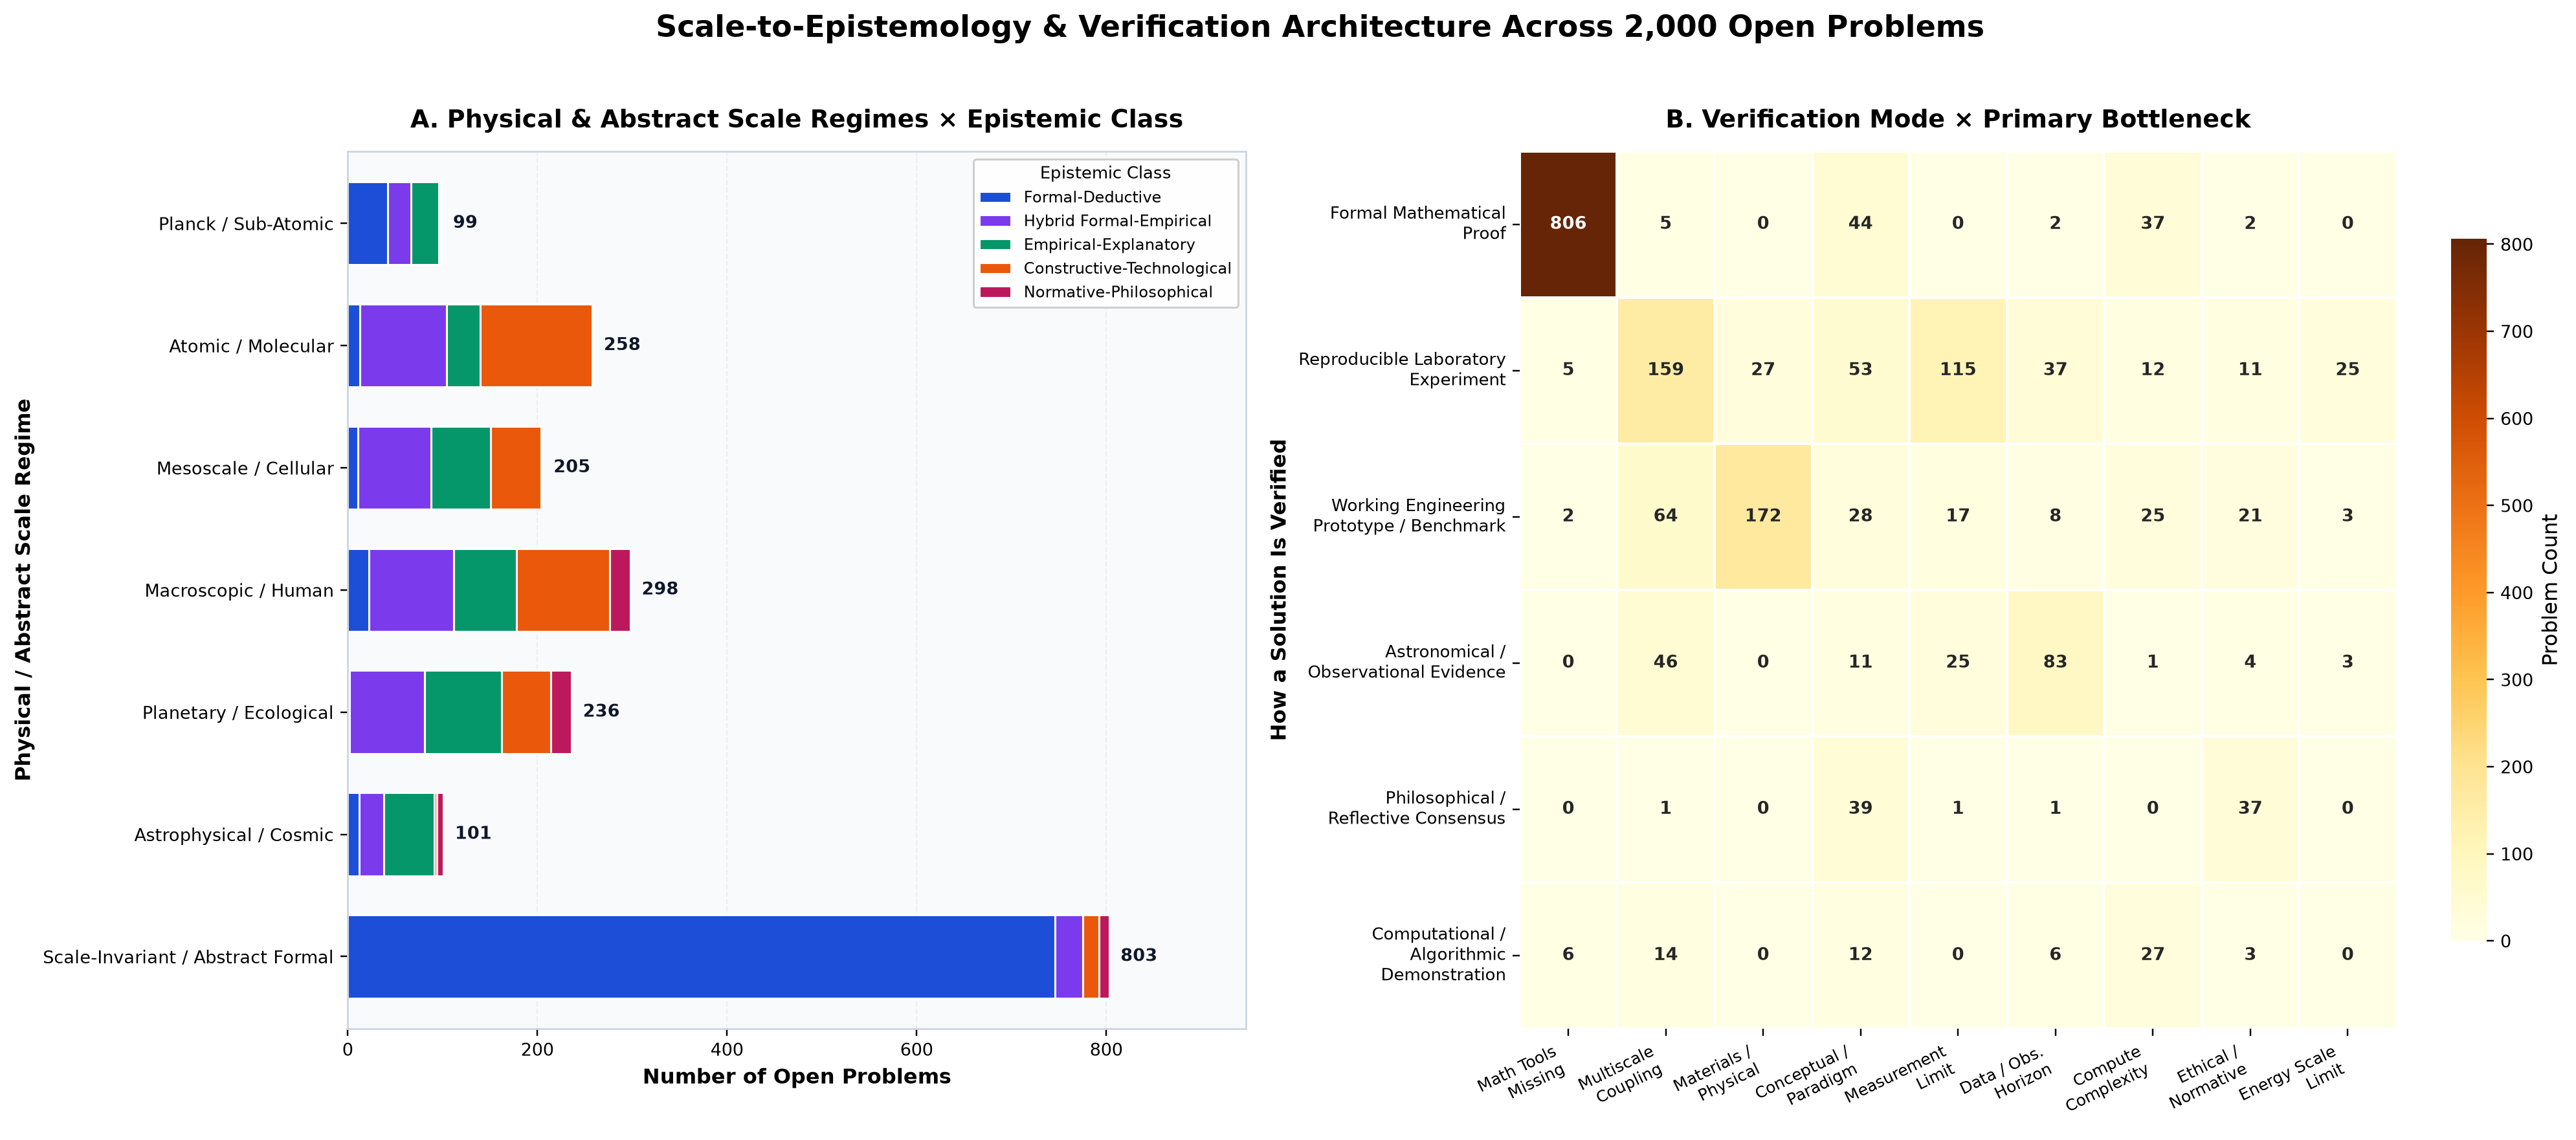 Scale-to-Epistemology & Verification Architecture Across 2,000 Open Problems
A. Physical & Abstract Scale Regimes × Epistemic Class
Physical / Abstract Scale Regime
Planck / Sub-Atomic
Atomic / Molecular
Mesoscale / Cellular
Macroscopic / Human
Planetary / Ecological
Astrophysical / Cosmic
Scale-Invariant / Abstract Formal
99
258
205
298
236
101
803
Epistemic Class
Formal-Deductive
Hybrid Formal-Empirical
Empirical-Explanatory
Constructive-Technological
Normative-Philosophical
0 200 400 600 800
Number of Open Problems
B. Verification Mode × Primary Bottleneck
How a Solution Is Verified
Formal Mathematical
Proof
806 5 0 44 0 2 37 2 0
Reproducible Laboratory
Experiment
5 159 27 53 115 37 12 11 25
Working Engineering
Prototype / Benchmark
2 64 172 28 17 8 25 21 3
Astronomical /
Observational Evidence
0 46 0 11 25 83 1 4 3
Philosophical /
Reflective Consensus
0 1 0 39 1 1 0 37 0
Computational /
Algorithmic
Demonstration
6 14 0 12 0 6 27 3 0
Math Tools
Missing
Multiscale
Coupling
Materials /
Physical
Conceptual /
Paradigm
Measurement
Limit
Data / Obs.
Horizon
Compute
Complexity
Ethical /
Normative
Energy Scale
Limit
800
700
600
500
400
300
200
100
0
Problem Count